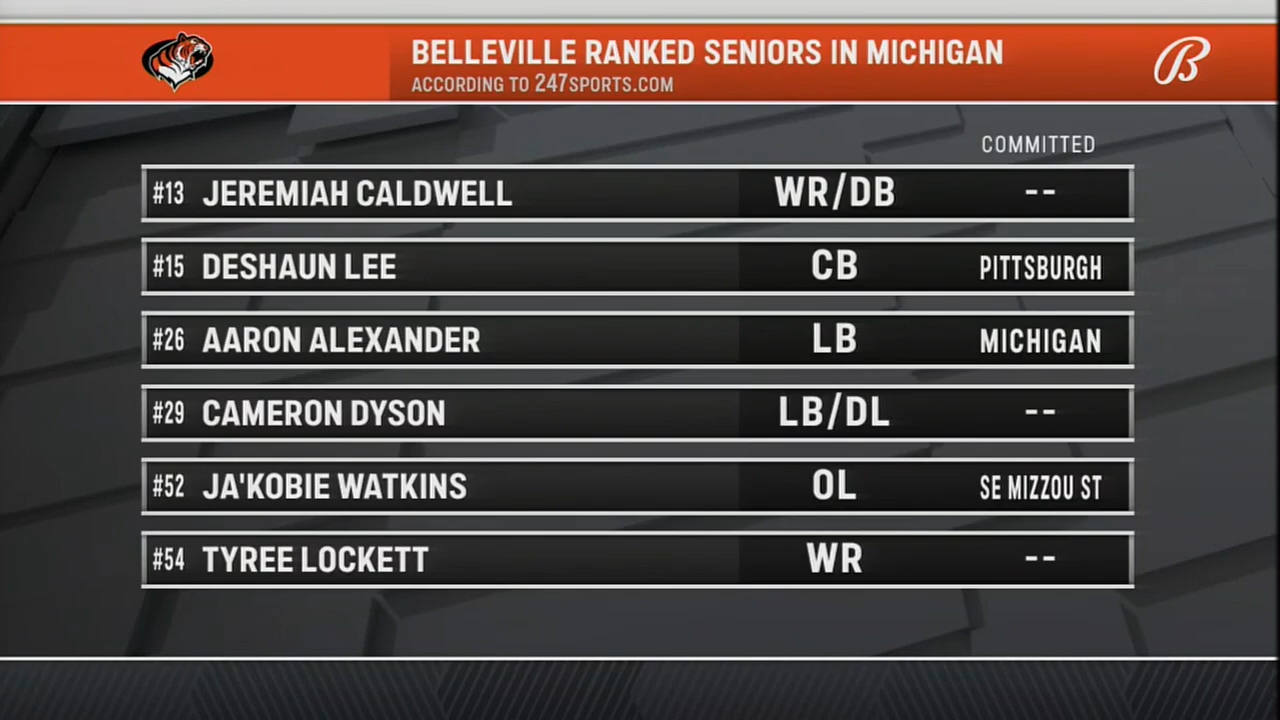 BELLEVILLE RANKED SENIORS IN MICHIGAN
ACCORDING TO 247SPORTS.COM
B
COMMITTED
#13 JEREMIAH CALDWELL WR/DB --
#15 DESHAUN LEE CB PITTSBURGH
#26 AARON ALEXANDER LB MICHIGAN
#29 CAMERON DYSON LB/DL --
#52 JA'KOBIE WATKINS OL SE MIZZOU ST
#54 TYREE LOCKETT WR --